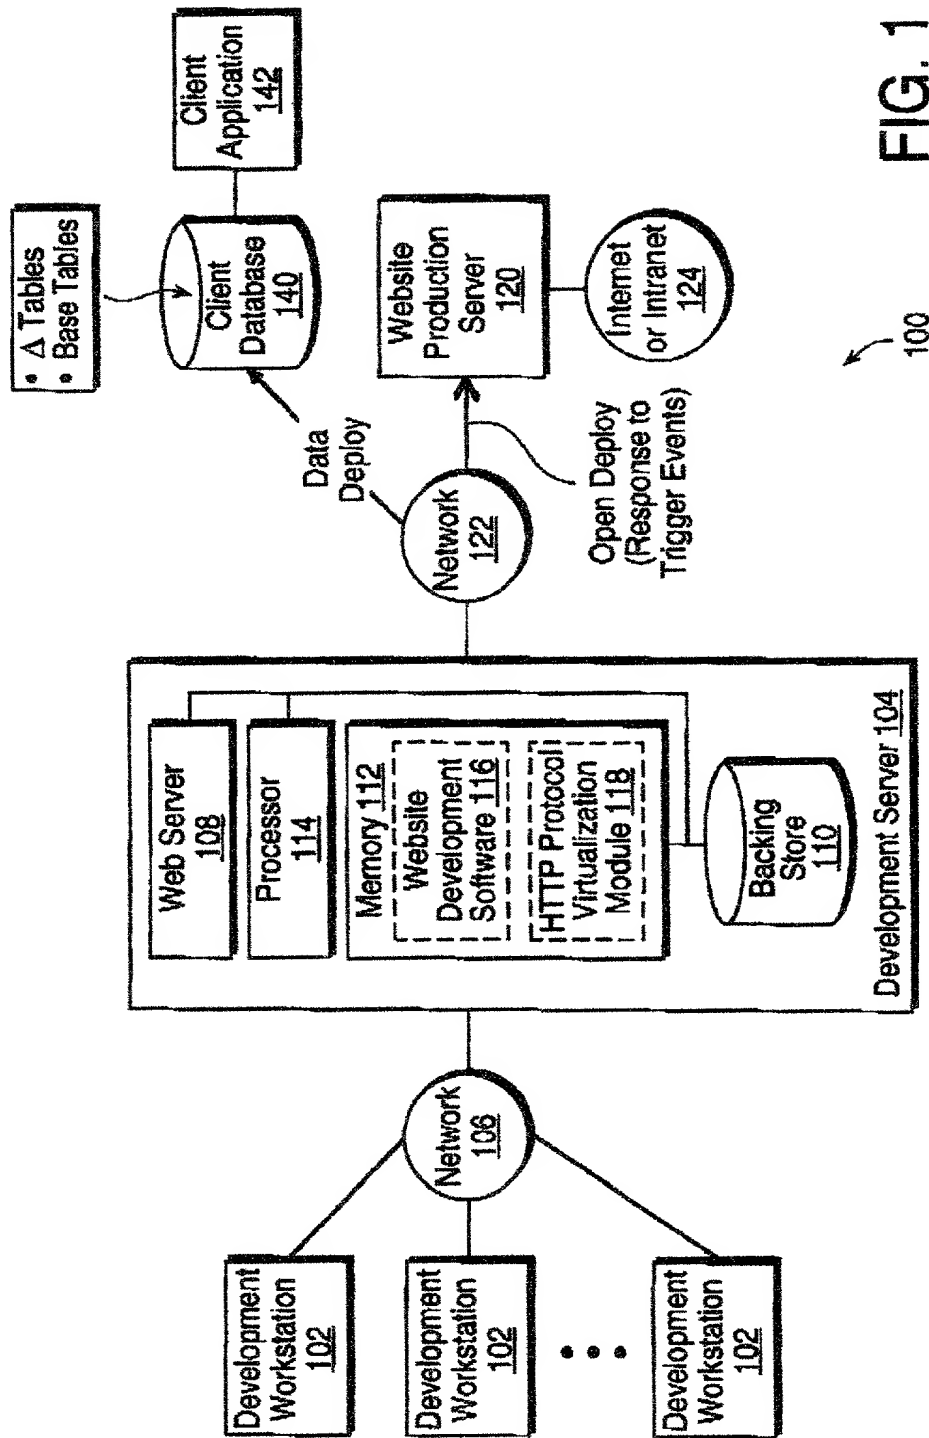 Development
Workstation
102
Development
Workstation
102
Development
Workstation
102
Network
106
Web Server
108
Processor
114
Memory 112
Website
Development
Software 116
HTTP Protocol
Virtualization
Module 118
Backing
Store
110
Development Server 104
Network
122
Data
Deploy
Open Deploy
(Response to
Trigger Events)
• Δ Tables
• Base Tables
Client
Database
140
Client
Application
142
Website
Production
Server
120
Internet
or Intranet
124
100
FIG. 1